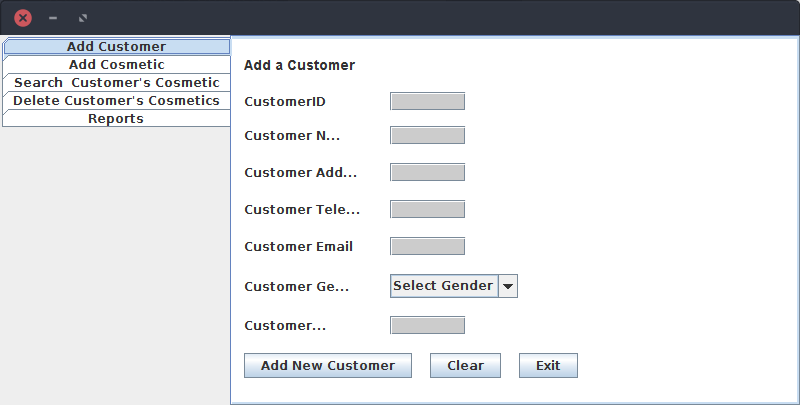 Add Customer
Add Cosmetic
Search  Customer's Cosmetic
Delete Customer's Cosmetics
Reports
Add a Customer
CustomerID
Customer N...
Customer Add...
Customer Tele...
Customer Email
Customer Ge... Select Gender
Customer...
Add New Customer Clear Exit